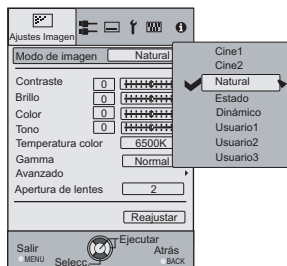 Ajustes Imagen
Modo de imagen Natural
Contraste 0
Brillo 0
Color 0
Tono 0
Temperatura color 6500K
Gamma Normal
Avanzado
Apertura de lentes 2
Reajustar
Salir MENU
Selecc.
Ejecutar
Atrás BACK
Cine1
Cine2
Natural
Estado
Dinámico
Usuario1
Usuario2
Usuario3